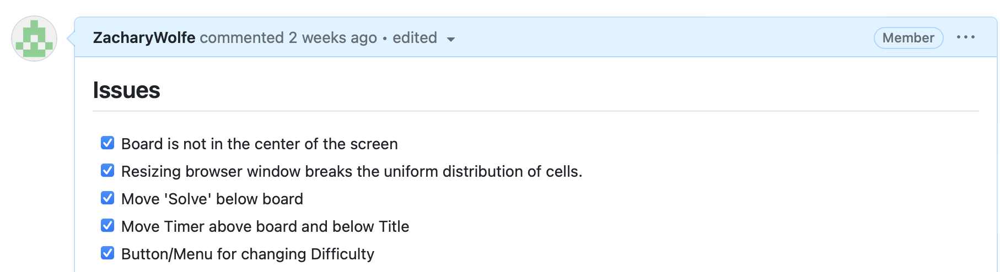 ZacharyWolfe commented 2 weeks ago • edited Member
Issues
Board is not in the center of the screen
Resizing browser window breaks the uniform distribution of cells.
Move 'Solve' below board
Move Timer above board and below Title
Button/Menu for changing Difficulty